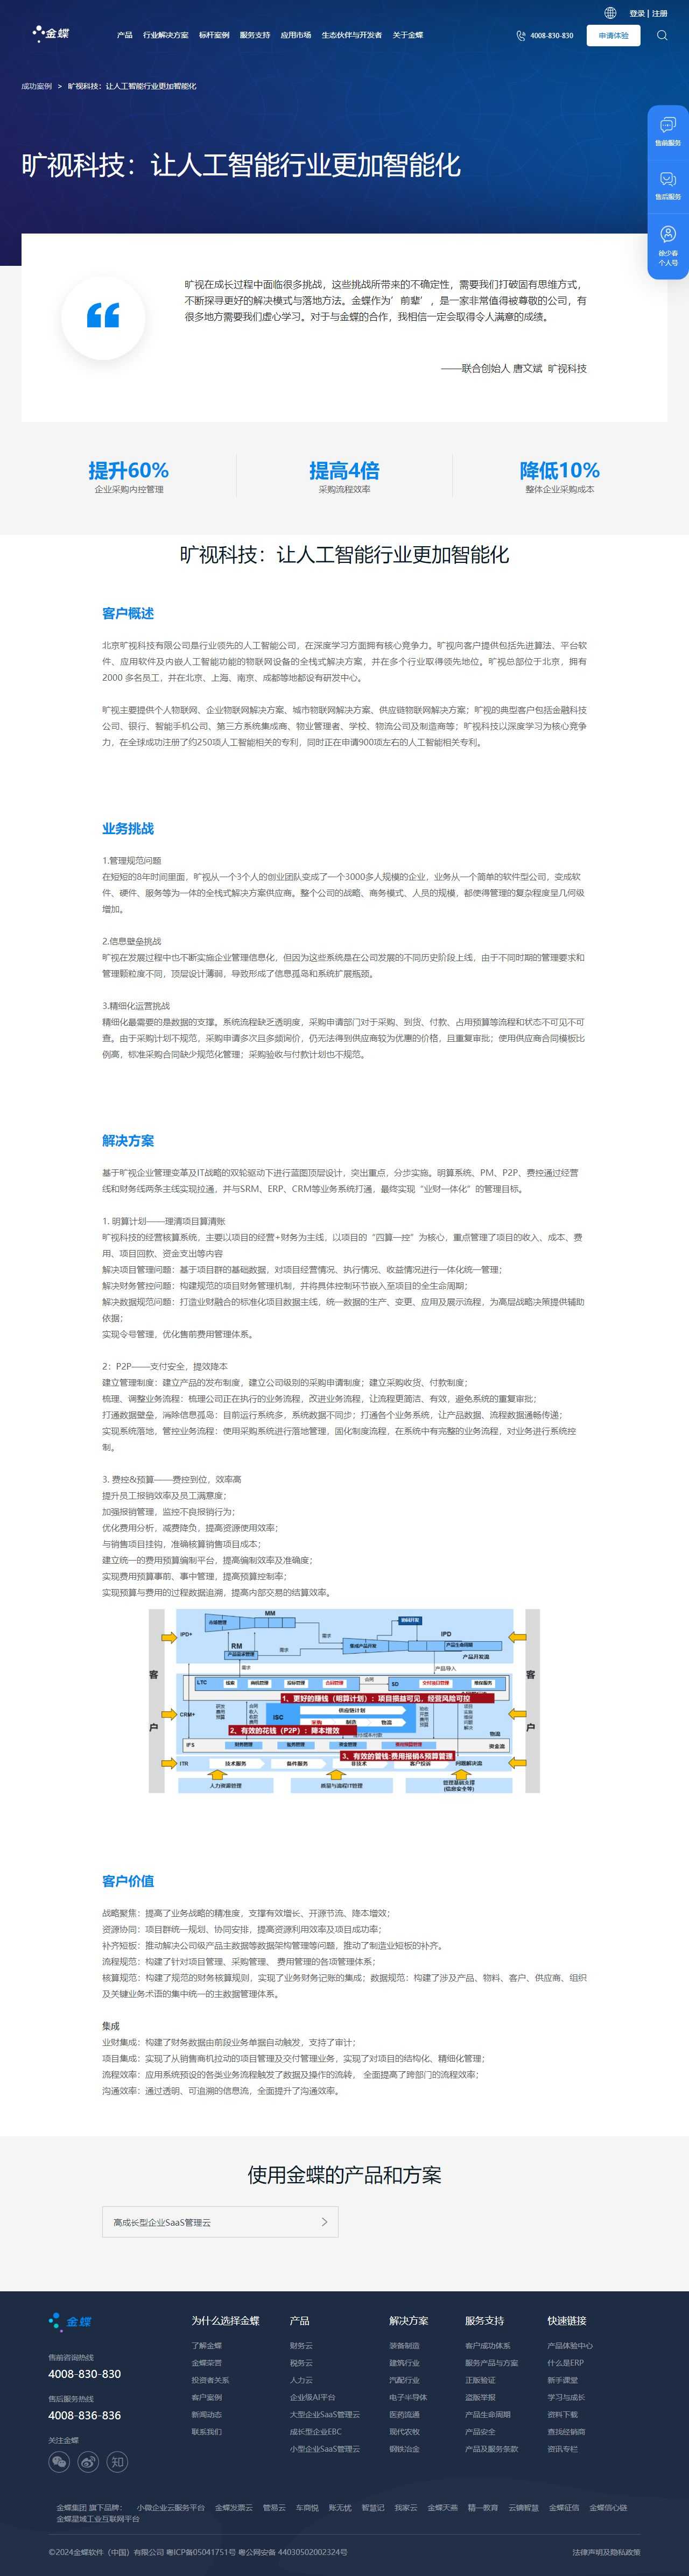 登录 | 注册
金蝶
产品 行业解决方案 标杆案例 服务支持 应用市场 生态伙伴与开发者 关于金蝶
4008-830-830
申请体验
成功案例 > 旷视科技：让人工智能行业更加智能化
售前服务
旷视科技：让人工智能行业更加智能化
售后服务
徐少春
个人号
旷视在成长过程中面临很多挑战，这些挑战所带来的不确定性，需要我们打破固有思维方式，
不断探寻更好的解决模式与落地方法。金蝶作为‘前辈’，是一家非常值得被尊敬的公司，有
很多地方需要我们虚心学习。对于与金蝶的合作，我相信一定会取得令人满意的成绩。
——联合创始人 唐文斌 旷视科技
提升60%
企业采购内控管理
提高4倍
采购流程效率
降低10%
整体企业采购成本
旷视科技：让人工智能行业更加智能化
客户概述
北京旷视科技有限公司是行业领先的人工智能公司，在深度学习方面拥有核心竞争力。旷视向客户提供包括先进算法、平台软
件、应用软件及内嵌人工智能功能的物联网设备的全栈式解决方案，并在多个行业取得领先地位。旷视总部位于北京，拥有
2000 多名员工，并在北京、上海、南京、成都等地都设有研发中心。
旷视主要提供个人物联网、企业物联网解决方案、城市物联网解决方案、供应链物联网解决方案；旷视的典型客户包括金融科技
公司、银行、智能手机公司、第三方系统集成商、物业管理者、学校、物流公司及制造商等；旷视科技以深度学习为核心竞争
力，在全球成功注册了约250项人工智能相关的专利，同时正在申请900项左右的人工智能相关专利。
业务挑战
1.管理规范问题
在短短的8年时间里面，旷视从一个3个人的创业团队变成了一个3000多人规模的企业，业务从一个简单的软件型公司，变成软
件、硬件、服务等为一体的全栈式解决方案供应商。整个公司的战略、商务模式、人员的规模，都使得管理的复杂程度呈几何级
增加。
2.信息壁垒挑战
旷视在发展过程中也不断实施企业管理信息化，但因为这些系统是在公司发展的不同历史阶段上线，由于不同时期的管理要求和
管理颗粒度不同，顶层设计薄弱，导致形成了信息孤岛和系统扩展瓶颈。
3.精细化运营挑战
精细化最需要的是数据的支撑。系统流程缺乏透明度，采购申请部门对于采购、到货、付款、占用预算等流程和状态不可见不可
查。由于采购计划不规范，采购申请多次且多频询价，仍无法得到供应商较为优惠的价格，且重复审批；使用供应商合同模板比
例高，标准采购合同缺少规范化管理；采购验收与付款计划也不规范。
解决方案
基于旷视企业管理变革及IT战略的双轮驱动下进行蓝图顶层设计，突出重点，分步实施。明算系统、PM、P2P、费控通过经营
线和财务线两条主线实现拉通，并与SRM、ERP、CRM等业务系统打通，最终实现“业财一体化”的管理目标。
1. 明算计划——理清项目算清账
旷视科技的经营核算系统，主要以项目的经营+财务为主线，以项目的“四算一控”为核心，重点管理了项目的收入、成本、费
用、项目回款、资金支出等内容
解决项目管理问题：基于项目群的基础数据，对项目经营情况、执行情况、收益情况进行一体化统一管理；
解决财务管控问题：构建规范的项目财务管理机制，并将具体控制环节嵌入至项目的全生命周期；
解决数据规范问题：打造业财融合的标准化项目数据主线，统一数据的生产、变更、应用及展示流程，为高层战略决策提供辅助
依据；
实现令号管理，优化售前费用管理体系。
2：P2P——支付安全，提效降本
建立管理制度：建立产品的发布制度，建立公司级别的采购申请制度；建立采购收货、付款制度；
梳理、调整业务流程：梳理公司正在执行的业务流程，改进业务流程，让流程更简洁、有效，避免系统的重复审批；
打通数据壁垒，消除信息孤岛：目前运行系统多，系统数据不同步；打通各个业务系统，让产品数据、流程数据通畅传递；
实现系统落地，管控业务流程：使用采购系统进行落地管理，固化制度流程，在系统中有完整的业务流程，对业务进行系统控
制。
3. 费控&预算——费控到位，效率高
提升员工报销效率及员工满意度；
加强报销管理，监控不良报销行为；
优化费用分析，减费降负，提高资源使用效率；
与销售项目挂钩，准确核算销售项目成本；
建立统一的费用预算编制平台，提高编制效率及准确度；
实现费用预算事前、事中管理，提高预算控制率；
实现预算与费用的过程数据追溯，提高内部交易的结算效率。
MM
IPD+
RM
需求
IPD
集成产品开发
产品生命周期
产品开发流
产品导入
客
户
客
户
LTC
线索
合同
SD
1、更好的赚钱（明算计划）：项目损益可见，经营风险可控
CRM+
ISC
供应链计划
采购 制造 物流
2、有效的花钱（P2P）：降本增效
物流
IFS
资金流
3、有效的管钱:费用报销&预算管理
ITR
技术服务
备件服务
客户投诉
问题解决流
人力资源管理
质量与流程IT管理
管理基础支撑
(信息安全等)
客户价值
战略聚焦：提高了业务战略的精准度，支撑有效增长、开源节流、降本增效；
资源协同：项目群统一规划、协同安排，提高资源利用效率及项目成功率；
补齐短板：推动解决公司级产品主数据等数据架构管理等问题，推动了制造业短板的补齐。
流程规范：构建了针对项目管理、采购管理、 费用管理的各项管理体系；
核算规范：构建了规范的财务核算规则，实现了业务财务记账的集成；数据规范：构建了涉及产品、物料、客户、供应商、组织
及关键业务术语的集中统一的主数据管理体系。
集成
业财集成：构建了财务数据由前段业务单据自动触发，支持了审计；
项目集成：实现了从销售商机拉动的项目管理及交付管理业务，实现了对项目的结构化、精细化管理；
流程效率：应用系统预设的各类业务流程触发了数据及操作的流转， 全面提高了跨部门的流程效率；
沟通效率：通过透明、可追溯的信息流，全面提升了沟通效率。
使用金蝶的产品和方案
高成长型企业SaaS管理云
金蝶
售前咨询热线
4008-830-830
售后服务热线
4008-836-836
关注金蝶
知
为什么选择金蝶
了解金蝶
金蝶荣誉
投资者关系
客户案例
新闻动态
联系我们
产品
财务云
税务云
人力云
企业级AI平台
大型企业SaaS管理云
成长型企业EBC
小型企业SaaS管理云
解决方案
装备制造
建筑行业
汽配行业
电子半导体
医药流通
现代农牧
钢铁冶金
服务支持
客户成功体系
服务产品与方案
正版验证
盗版举报
产品生命周期
产品安全
产品及服务条款
快速链接
产品体验中心
什么是ERP
新手课堂
学习与成长
资料下载
查找经销商
资讯专栏
金蝶集团 旗下品牌： 小微企业云服务平台 金蝶发票云 管易云 车商悦 账无忧 智慧记 我家云 金蝶天燕 精一教育 云镝智慧 金蝶征信 金蝶信心链
金蝶星域工业互联网平台
©2024金蝶软件（中国）有限公司 粤ICP备05041751号 粤公网安备 44030502002324号
法律声明及隐私政策